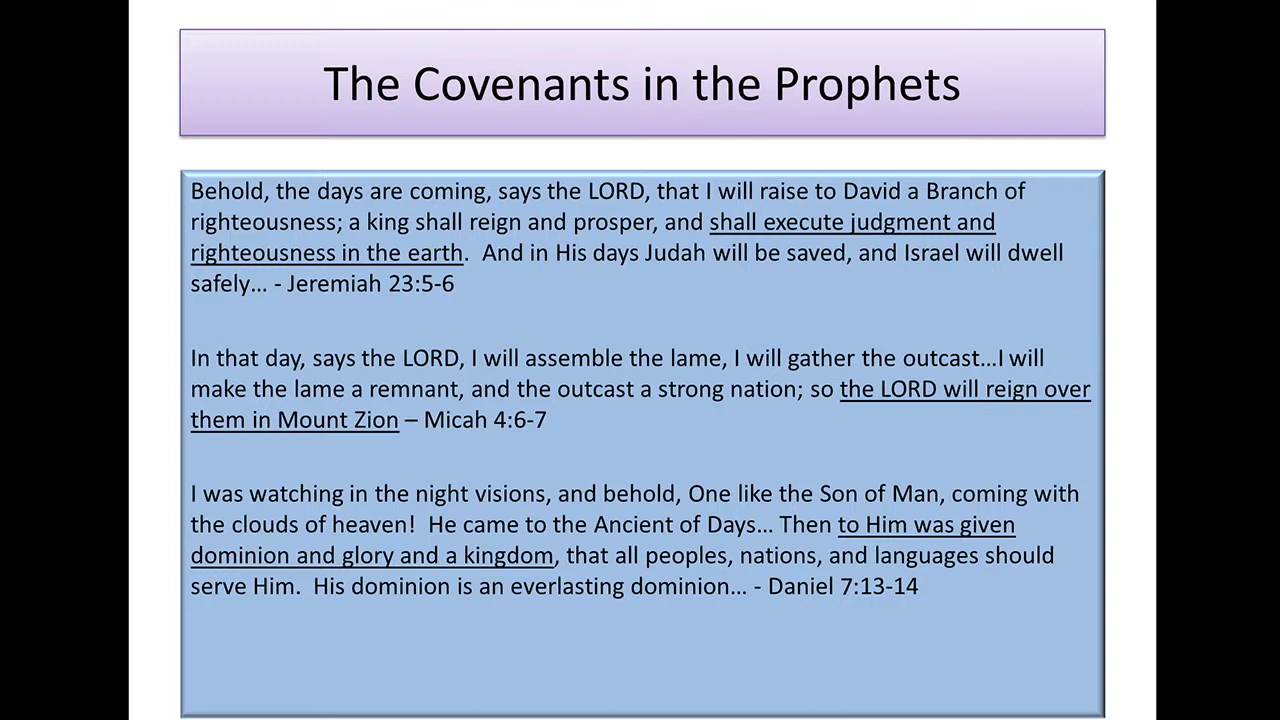 The Covenants in the Prophets
Behold, the days are coming, says the LORD, that I will raise to David a Branch of
righteousness; a king shall reign and prosper, and shall execute judgment and
righteousness in the earth.  And in His days Judah will be saved, and Israel will dwell
safely… - Jeremiah 23:5-6
In that day, says the LORD, I will assemble the lame, I will gather the outcast…I will
make the lame a remnant, and the outcast a strong nation; so the LORD will reign over
them in Mount Zion – Micah 4:6-7
I was watching in the night visions, and behold, One like the Son of Man, coming with
the clouds of heaven!  He came to the Ancient of Days… Then to Him was given
dominion and glory and a kingdom, that all peoples, nations, and languages should
serve Him.  His dominion is an everlasting dominion… - Daniel 7:13-14